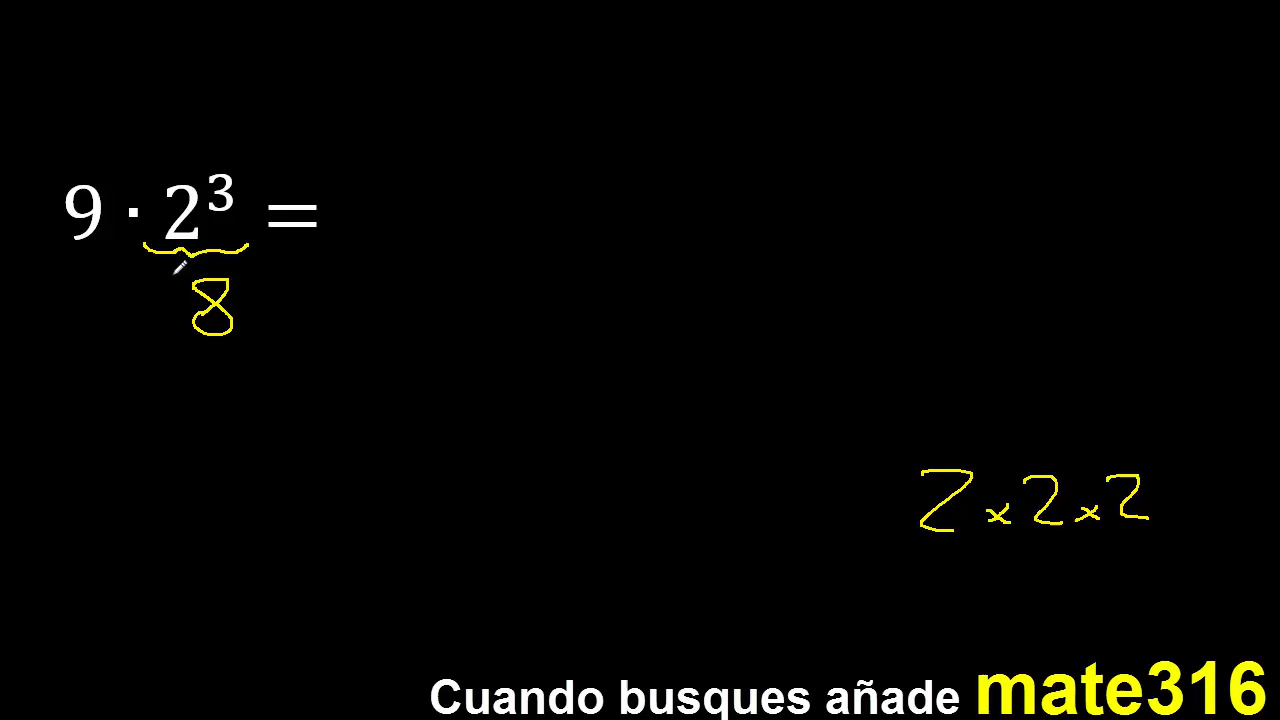 9 · 2³ =
8
2 x 2 x 2
Cuando busques añade mate316